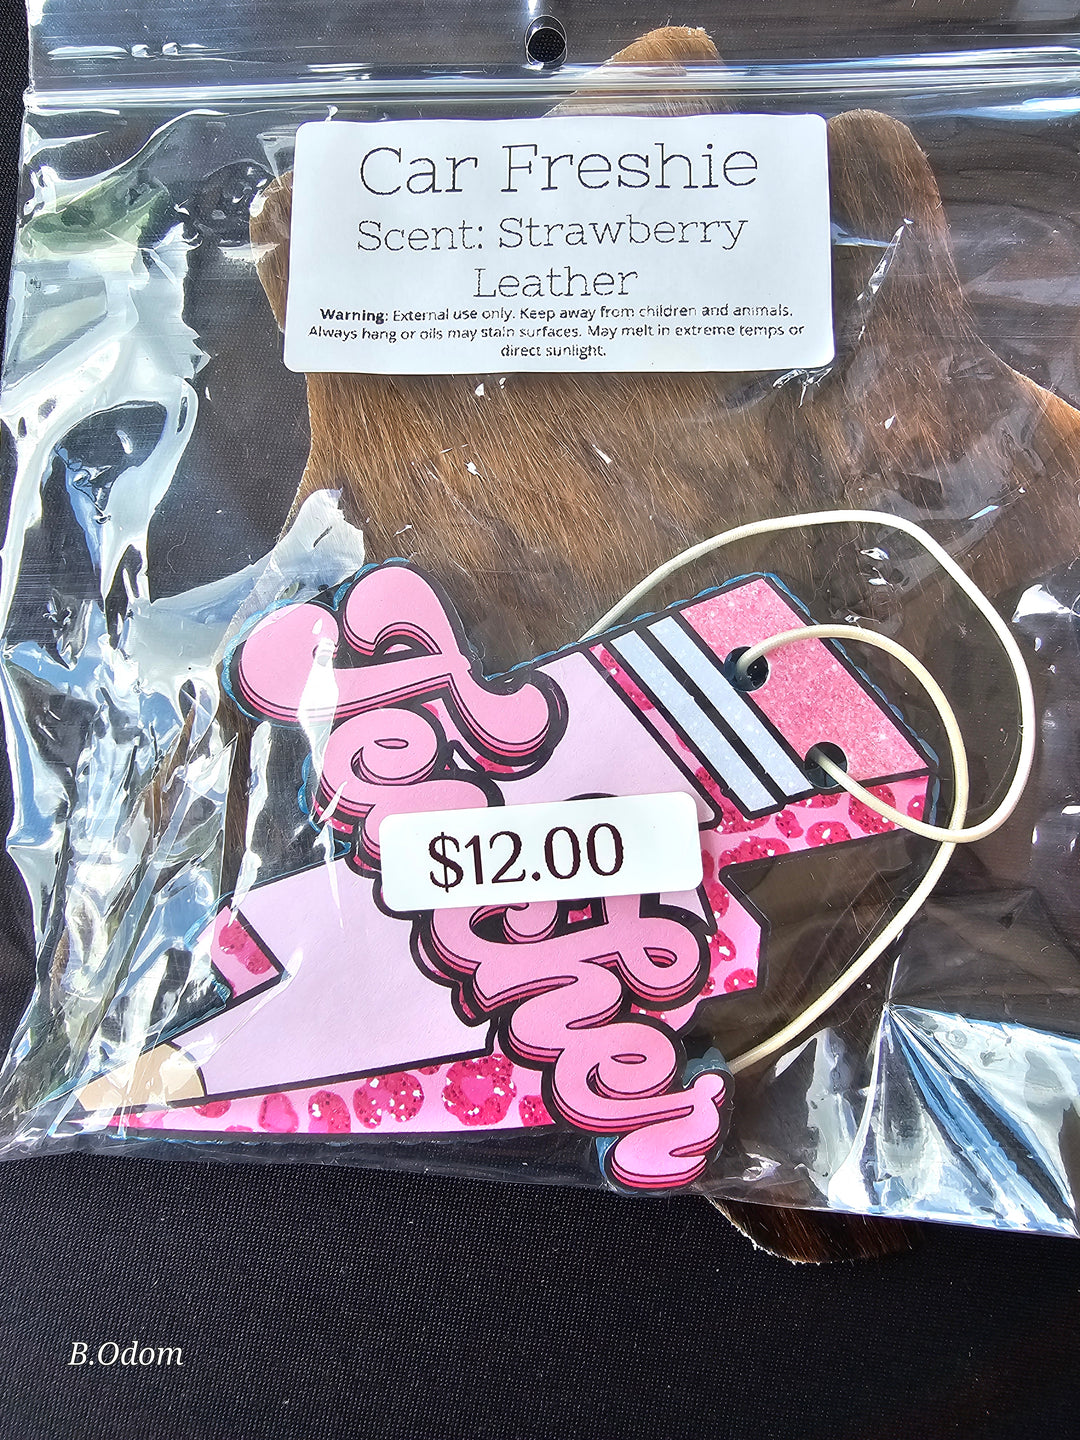 Car Freshie
Scent: Strawberry
Leather
Warning: External use only. Keep away from children and animals.
Always hang or oils may stain surfaces. May melt in extreme temps or
direct sunlight.
$12.00
B.Odom